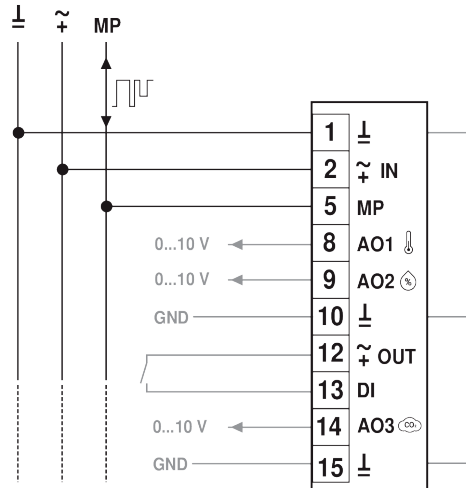 MP
1
2 IN
5 MP
0...10 V 8 AO1
0...10 V 9 AO2 %
GND 10
12 OUT
13 DI
0...10 V 14 AO3 CO₂
GND 15